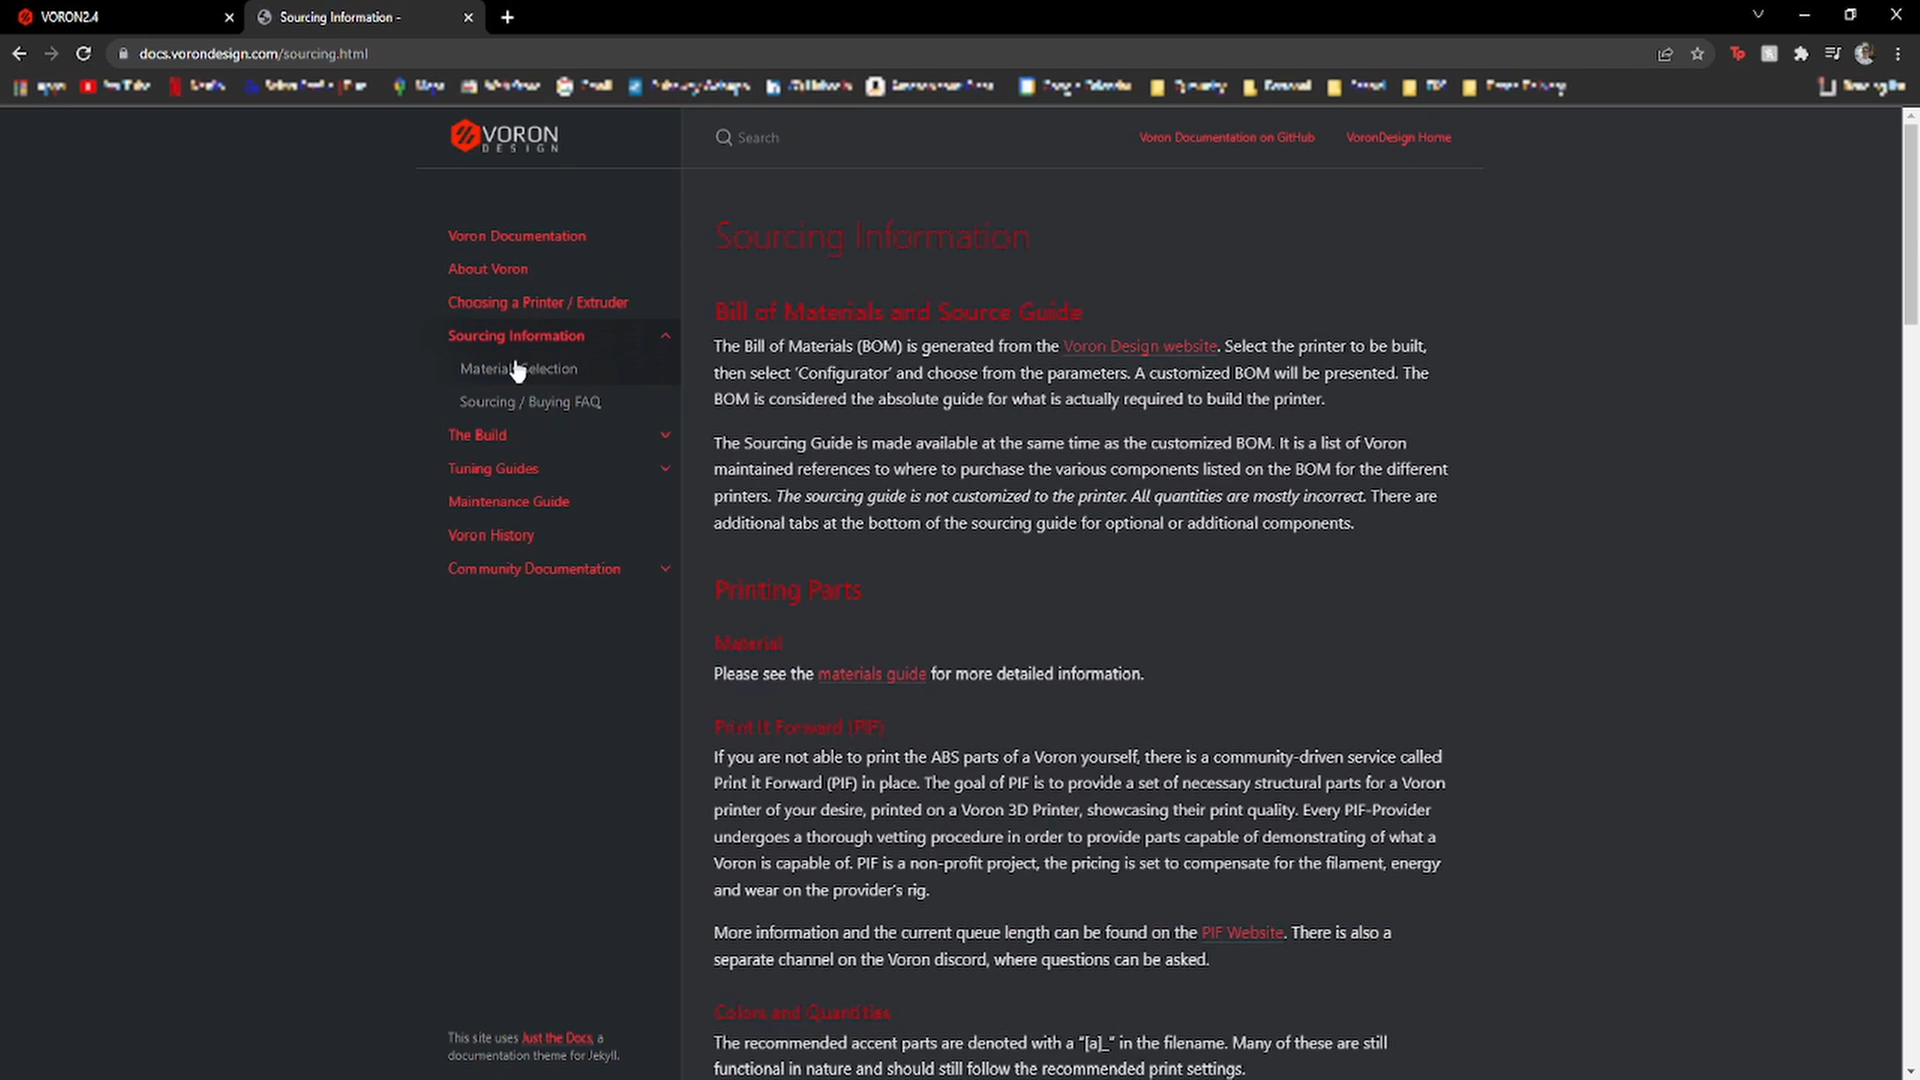 VORON2.4
Sourcing Information -
docs.vorondesign.com/sourcing.html
VORON
DESIGN
Search
Voron Documentation on GitHub
VoronDesign Home
Voron Documentation
About Voron
Choosing a Printer / Extruder
Sourcing Information
Material Selection
Sourcing / Buying FAQ
The Build
Tuning Guides
Maintenance Guide
Voron History
Community Documentation
This site uses Just the Docs, a
documentation theme for Jekyll.
Sourcing Information
Bill of Materials and Source Guide
The Bill of Materials (BOM) is generated from the Voron Design website. Select the printer to be built,
then select ‘Configurator’ and choose from the parameters. A customized BOM will be presented. The
BOM is considered the absolute guide for what is actually required to build the printer.
The Sourcing Guide is made available at the same time as the customized BOM. It is a list of Voron
maintained references to where to purchase the various components listed on the BOM for the different
printers. The sourcing guide is not customized to the printer. All quantities are mostly incorrect. There are
additional tabs at the bottom of the sourcing guide for optional or additional components.
Printing Parts
Material
Please see the materials guide for more detailed information.
Print It Forward (PIF)
If you are not able to print the ABS parts of a Voron yourself, there is a community-driven service called
Print it Forward (PIF) in place. The goal of PIF is to provide a set of necessary structural parts for a Voron
printer of your desire, printed on a Voron 3D Printer, showcasing their print quality. Every PIF-Provider
undergoes a thorough vetting procedure in order to provide parts capable of demonstrating of what a
Voron is capable of. PIF is a non-profit project, the pricing is set to compensate for the filament, energy
and wear on the provider’s rig.
More information and the current queue length can be found on the PIF Website. There is also a
separate channel on the Voron discord, where questions can be asked.
Colors and Quantities
The recommended accent parts are denoted with a “[a]_” in the filename. Many of these are still
functional in nature and should still follow the recommended print settings.